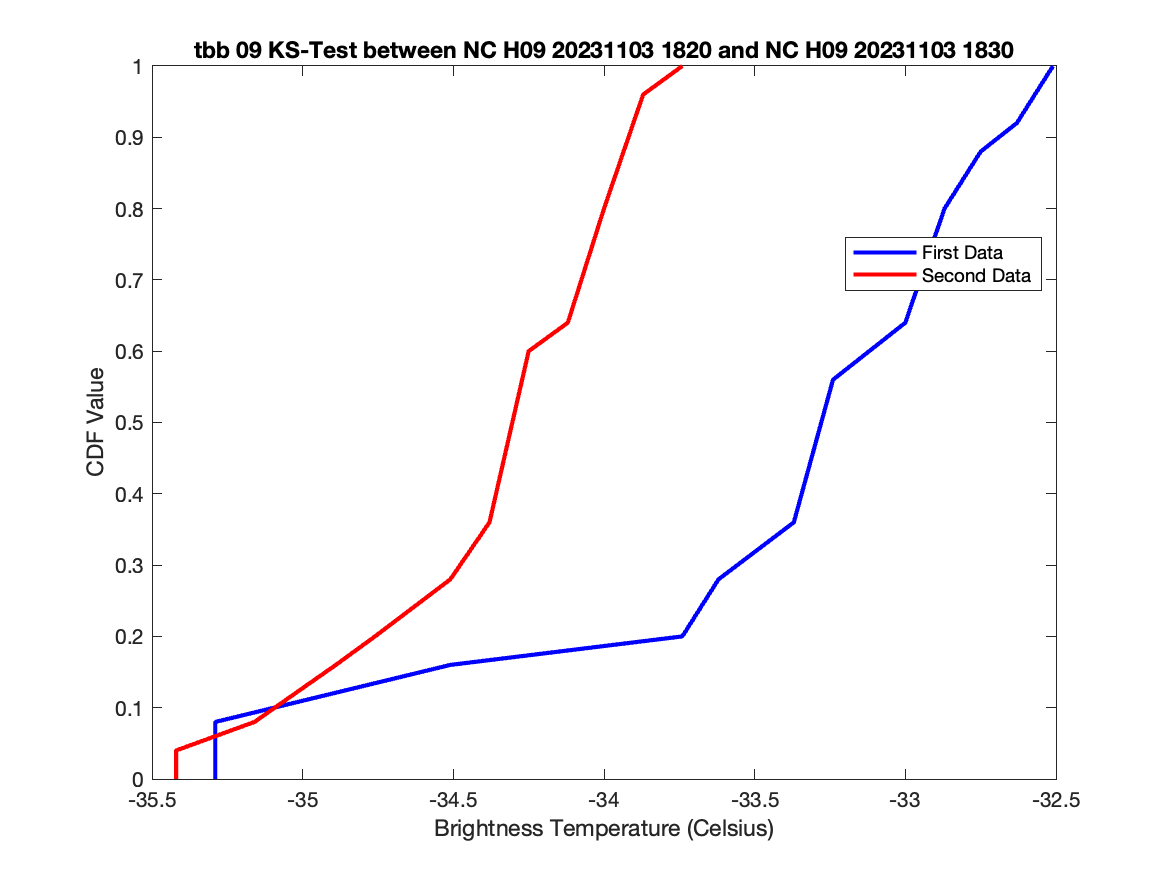 tbb 09 KS-Test between NC H09 20231103 1820 and NC H09 20231103 1830
1
0.9
0.8
0.7
0.6
0.5
0.4
0.3
0.2
0.1
0
CDF Value
First Data
Second Data
-35.5 -35 -34.5 -34 -33.5 -33 -32.5
Brightness Temperature (Celsius)